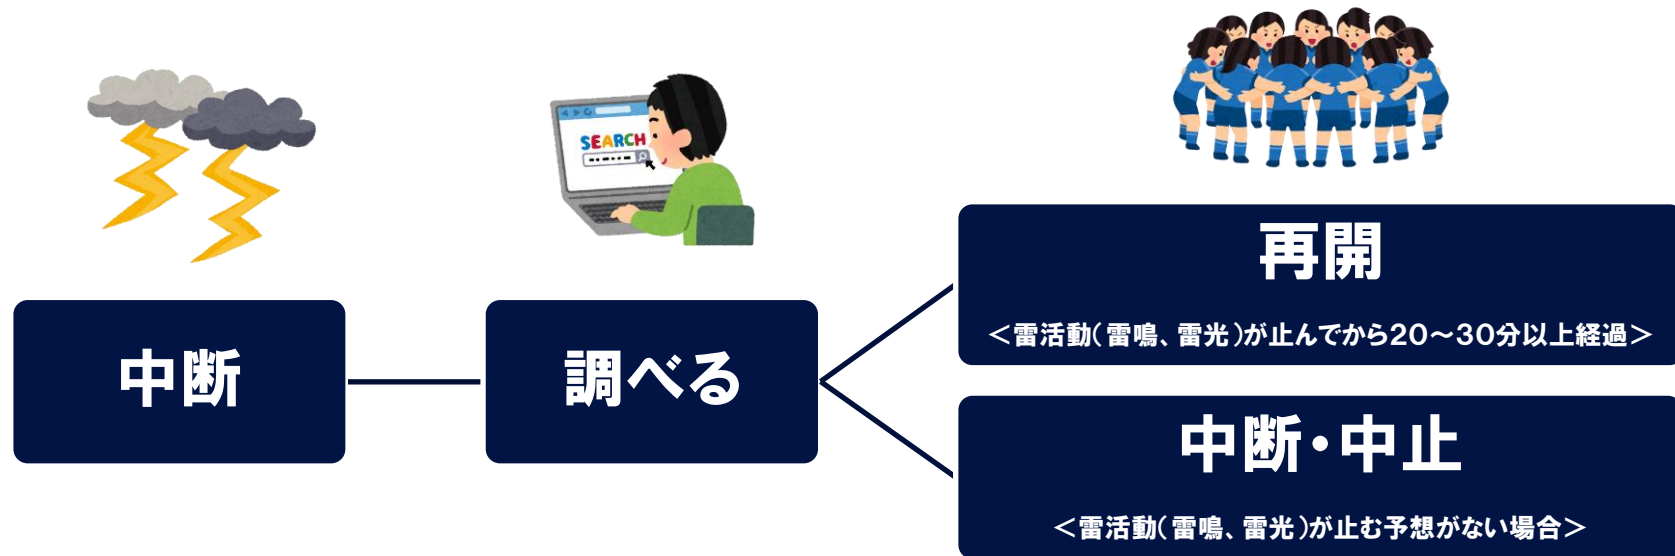 SEARCH
中断
調べる
再開
<雷活動(雷鳴、雷光)が止んでから20~30分以上経過>
中断・中止
<雷活動(雷鳴、雷光)が止む予想がない場合>